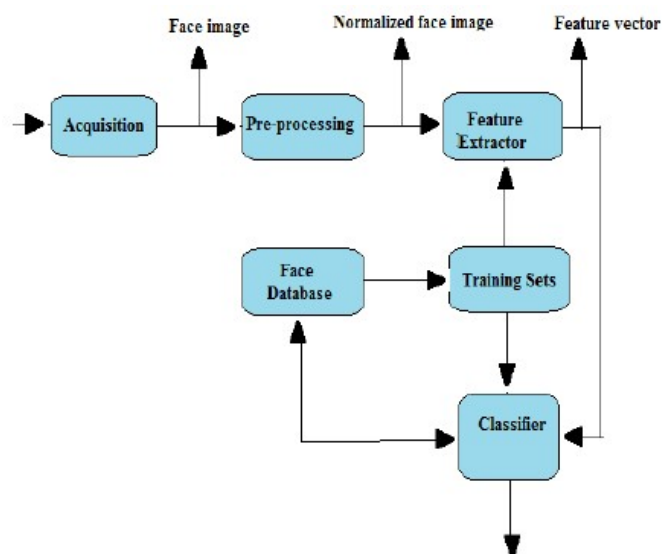 Face image
Normalized face image
Feature vector
Acquisition
Pre-processing
Feature
Extractor
Face
Database
Training Sets
Classifier